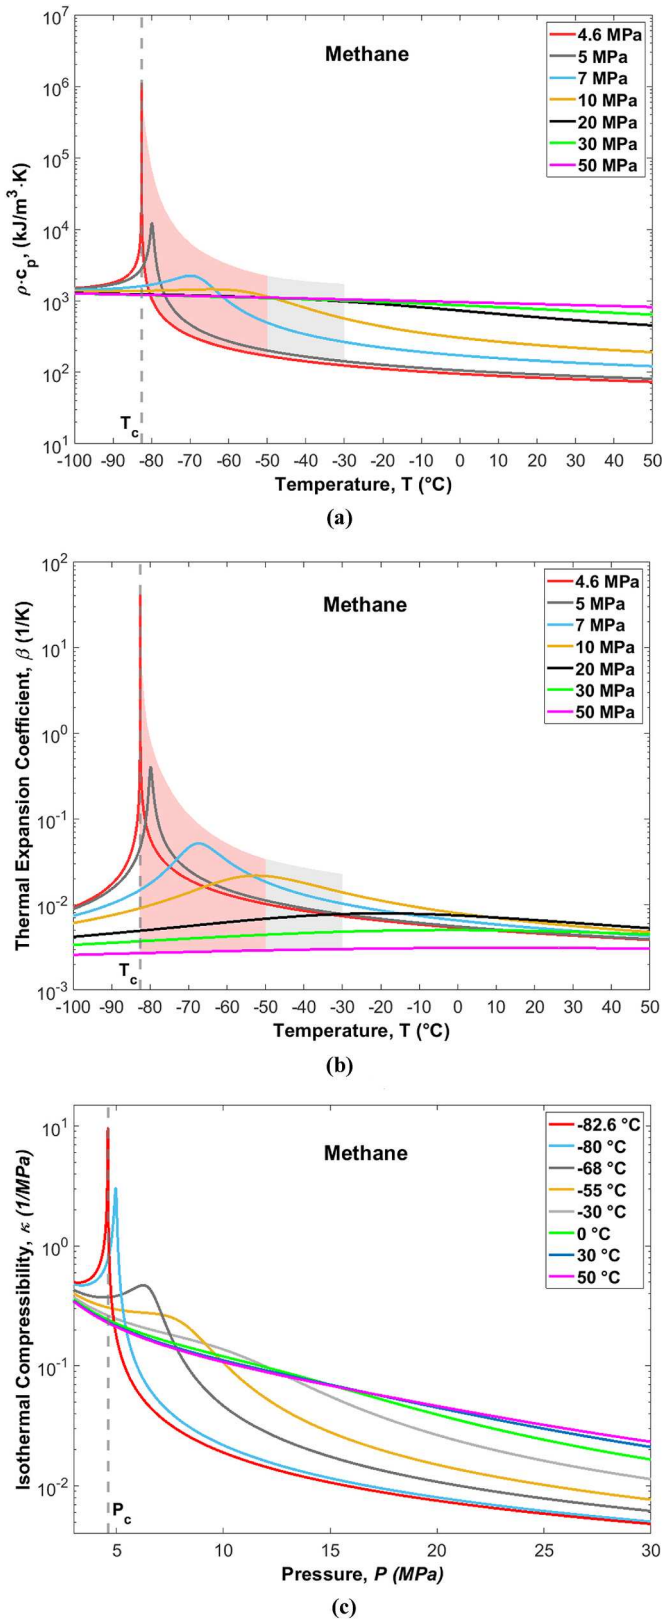 Methane
4.6 MPa
5 MPa
7 MPa
10 MPa
20 MPa
30 MPa
50 MPa
10⁷
10⁶
10⁵
10⁴
10³
10²
10¹
ρ·cₚ, (kJ/m³·K)
T_c
-100 -90 -80 -70 -60 -50 -40 -30 -20 -10 0 10 20 30 40 50
Temperature, T (°C)
(a)
Methane
4.6 MPa
5 MPa
7 MPa
10 MPa
20 MPa
30 MPa
50 MPa
10²
10¹
10⁰
10⁻¹
10⁻²
10⁻³
Thermal Expansion Coefficient, β (1/K)
T_c
-100 -90 -80 -70 -60 -50 -40 -30 -20 -10 0 10 20 30 40 50
Temperature, T (°C)
(b)
Methane
-82.6 °C
-80 °C
-68 °C
-55 °C
-30 °C
0 °C
30 °C
50 °C
10¹
10⁰
10⁻¹
10⁻²
Isothermal Compressibility, κ (1/MPa)
P_c
5 10 15 20 25 30
Pressure, P (MPa)
(c)